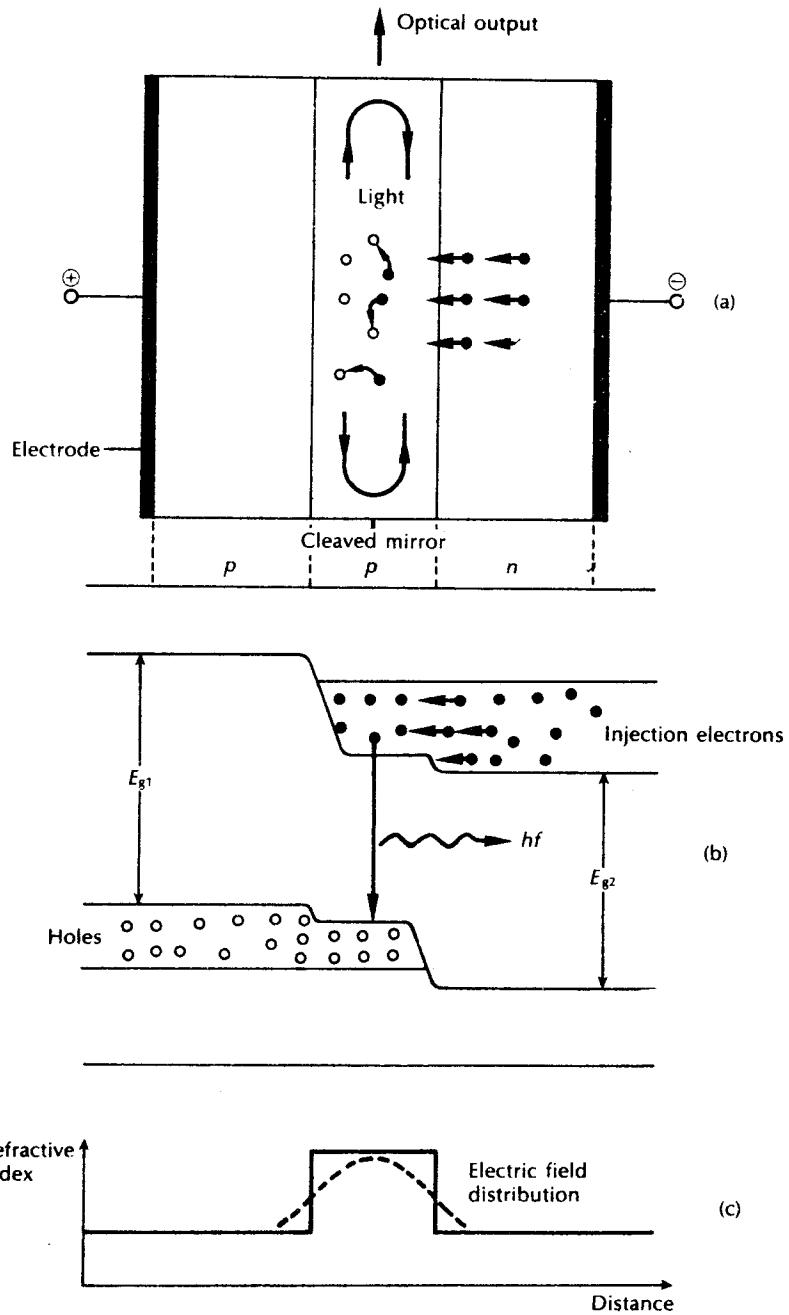 Optical output
Light
⊕
⊖
(a)
Electrode
Cleaved mirror
p
p
n
Injection electrons
Eg1
hf
(b)
Eg2
Holes
efractive
dex
Electric field
distribution
(c)
Distance